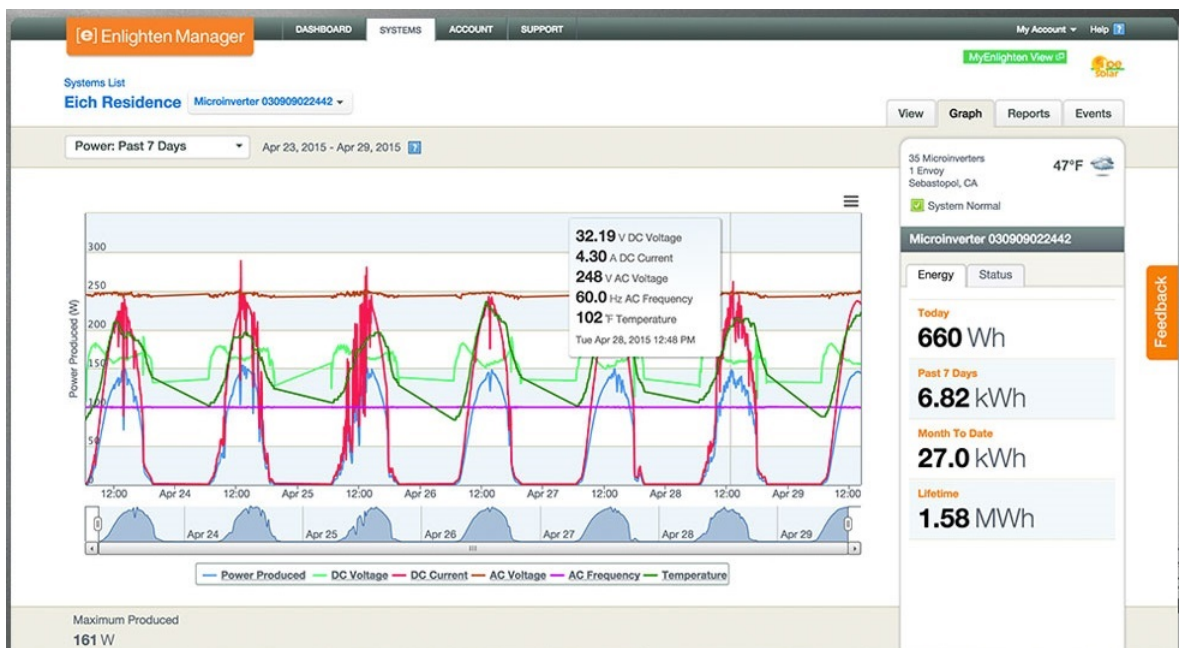 [e] Enlighten Manager
DASHBOARD SYSTEMS ACCOUNT SUPPORT
My Account Help ?
MyEnlighten View
pe solar
Systems List
Eich Residence Microinverter 030909022442
View Graph Reports Events
Power: Past 7 Days Apr 23, 2015 - Apr 29, 2015 ?
35 Microinverters
1 Envoy
Sebastopol, CA
47°F
System Normal
Microinverter 030909022442
Energy Status
Today
660 Wh
Past 7 Days
6.82 kWh
Month To Date
27.0 kWh
Lifetime
1.58 MWh
Feedback
32.19 V DC Voltage
4.30 A DC Current
248 V AC Voltage
60.0 Hz AC Frequency
102 °F Temperature
Tue Apr 28, 2015 12:48 PM
Power Produced (W)
300
250
200
150
100
50
0
12:00 Apr 24 12:00 Apr 25 12:00 Apr 26 12:00 Apr 27 12:00 Apr 28 12:00 Apr 29 12:00
Apr 24 Apr 25 Apr 26 Apr 27 Apr 28 Apr 29
Power Produced DC Voltage DC Current AC Voltage AC Frequency Temperature
Maximum Produced
161 W